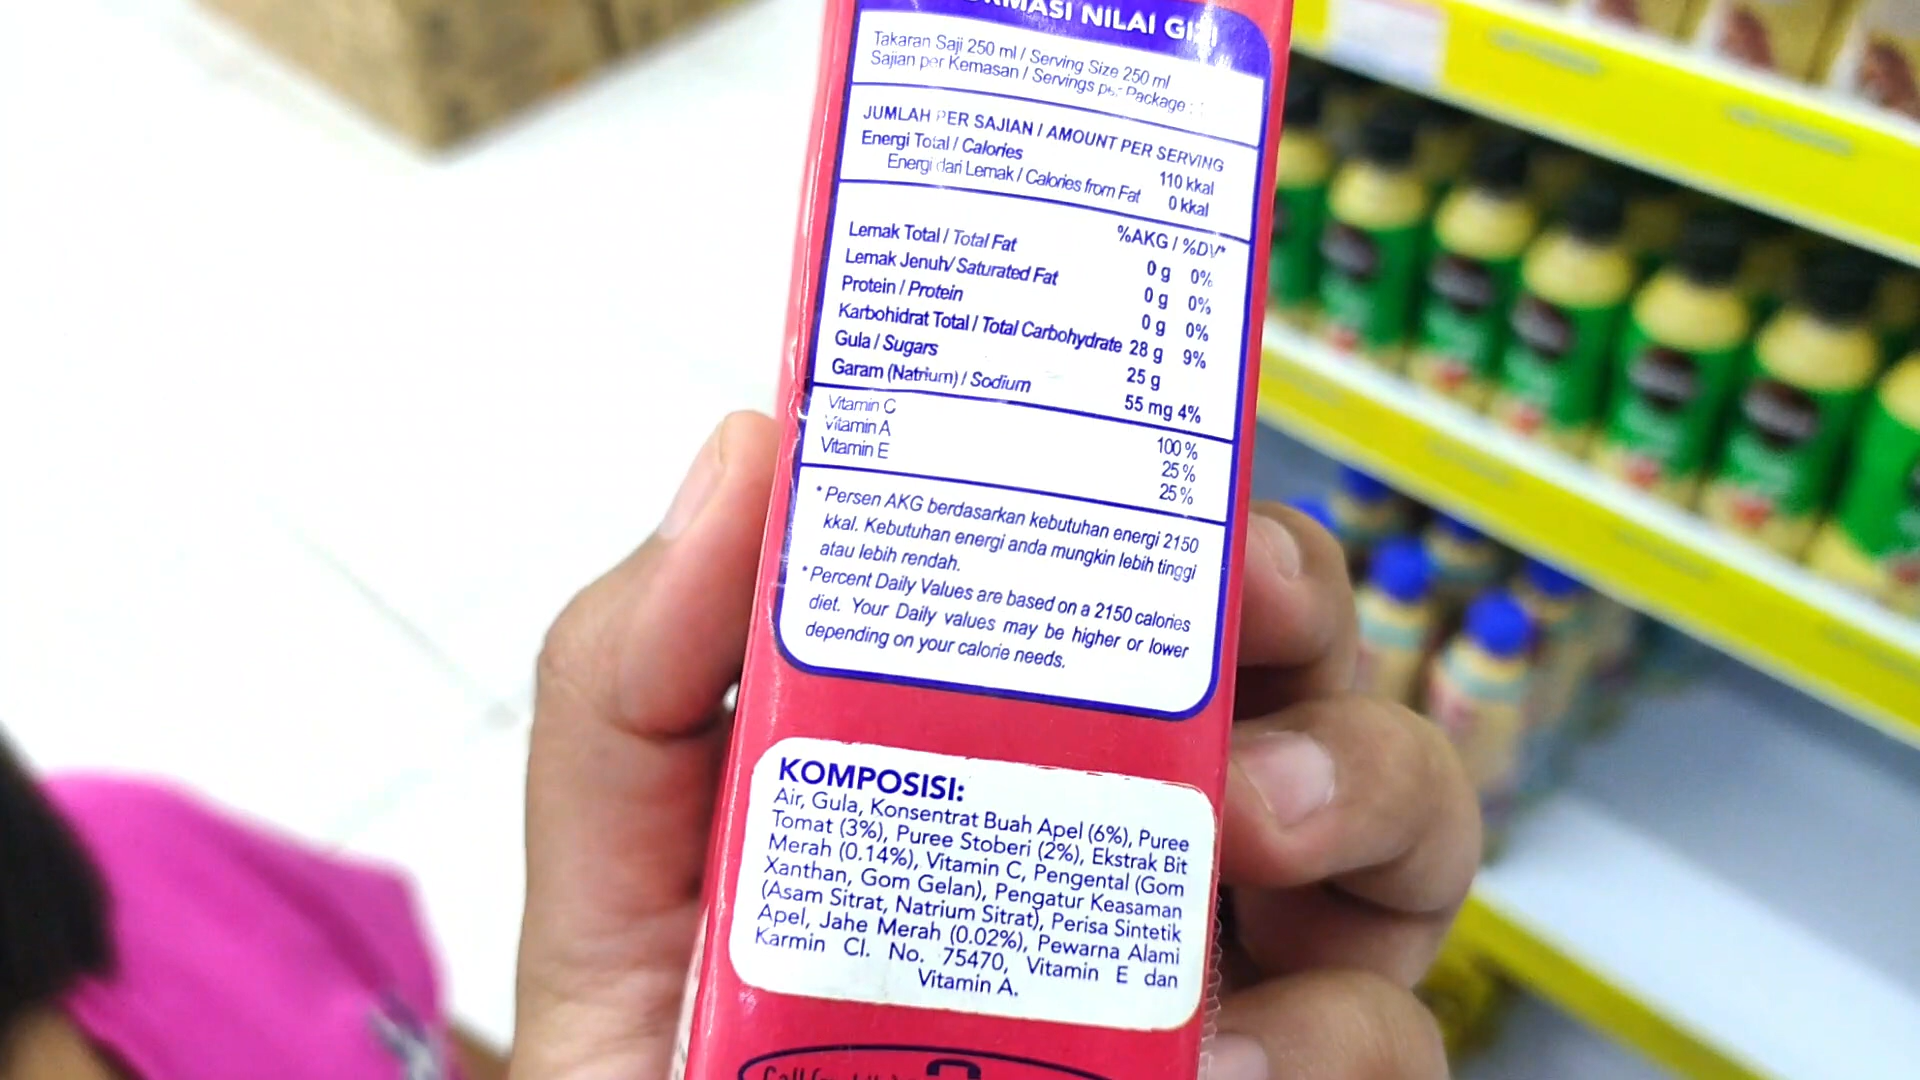 NILAI
Takaran Saji 250 ml / Serving Size 250 ml
Sajian per Kemasan / Servings per Package :
JUMLAH PER SAJIAN / AMOUNT PER SERVING
Energi Total / Calories 110 kkal
Energi dari Lemak / Calories from Fat 0 kkal
%AKG / %DV*
Lemak Total / Total Fat 0 g 0%
Lemak Jenuh/ Saturated Fat 0 g 0%
Protein / Protein 0 g 0%
Karbohidrat Total / Total Carbohydrate 28 g 9%
Gula / Sugars 25 g
Garam (Natrium) / Sodium 55 mg 4%
Vitamin C 100 %
Vitamin A 25 %
Vitamin E 25 %
* Persen AKG berdasarkan kebutuhan energi 2150
kkal. Kebutuhan energi anda mungkin lebih tinggi
atau lebih rendah.
* Percent Daily Values are based on a 2150 calories
diet. Your Daily values may be higher or lower
depending on your calorie needs.
KOMPOSISI:
Air, Gula, Konsentrat Buah Apel (6%), Puree
Tomat (3%), Puree Stoberi (2%), Ekstrak Bit
Merah (0.14%), Vitamin C, Pengental (Gom
Xanthan, Gom Gelan), Pengatur Keasaman
(Asam Sitrat, Natrium Sitrat), Perisa Sintetik
Apel, Jahe Merah (0.02%), Pewarna Alami
Karmin CI. No. 75470, Vitamin E dan
Vitamin A.